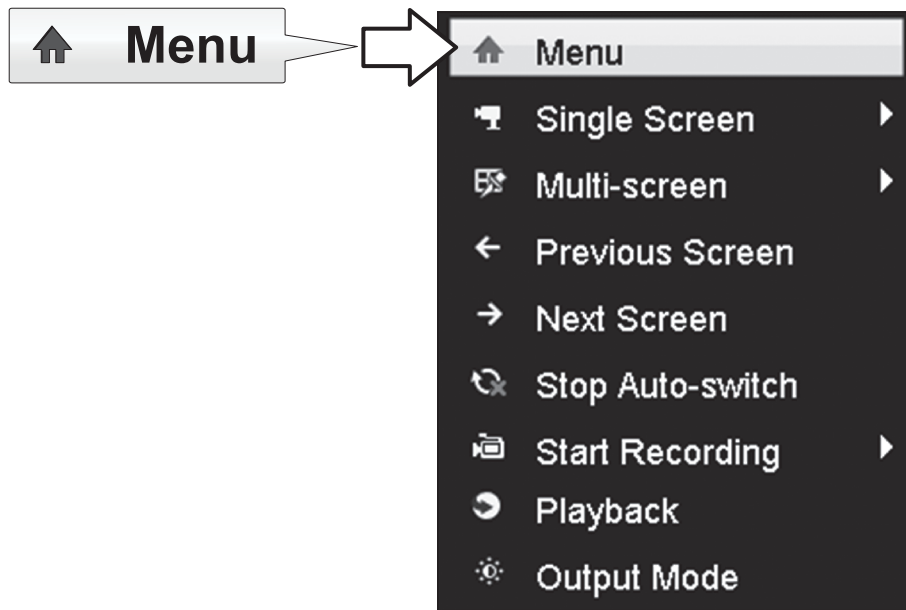 Menu
Menu
Single Screen
Multi-screen
Previous Screen
Next Screen
Stop Auto-switch
Start Recording
Playback
Output Mode